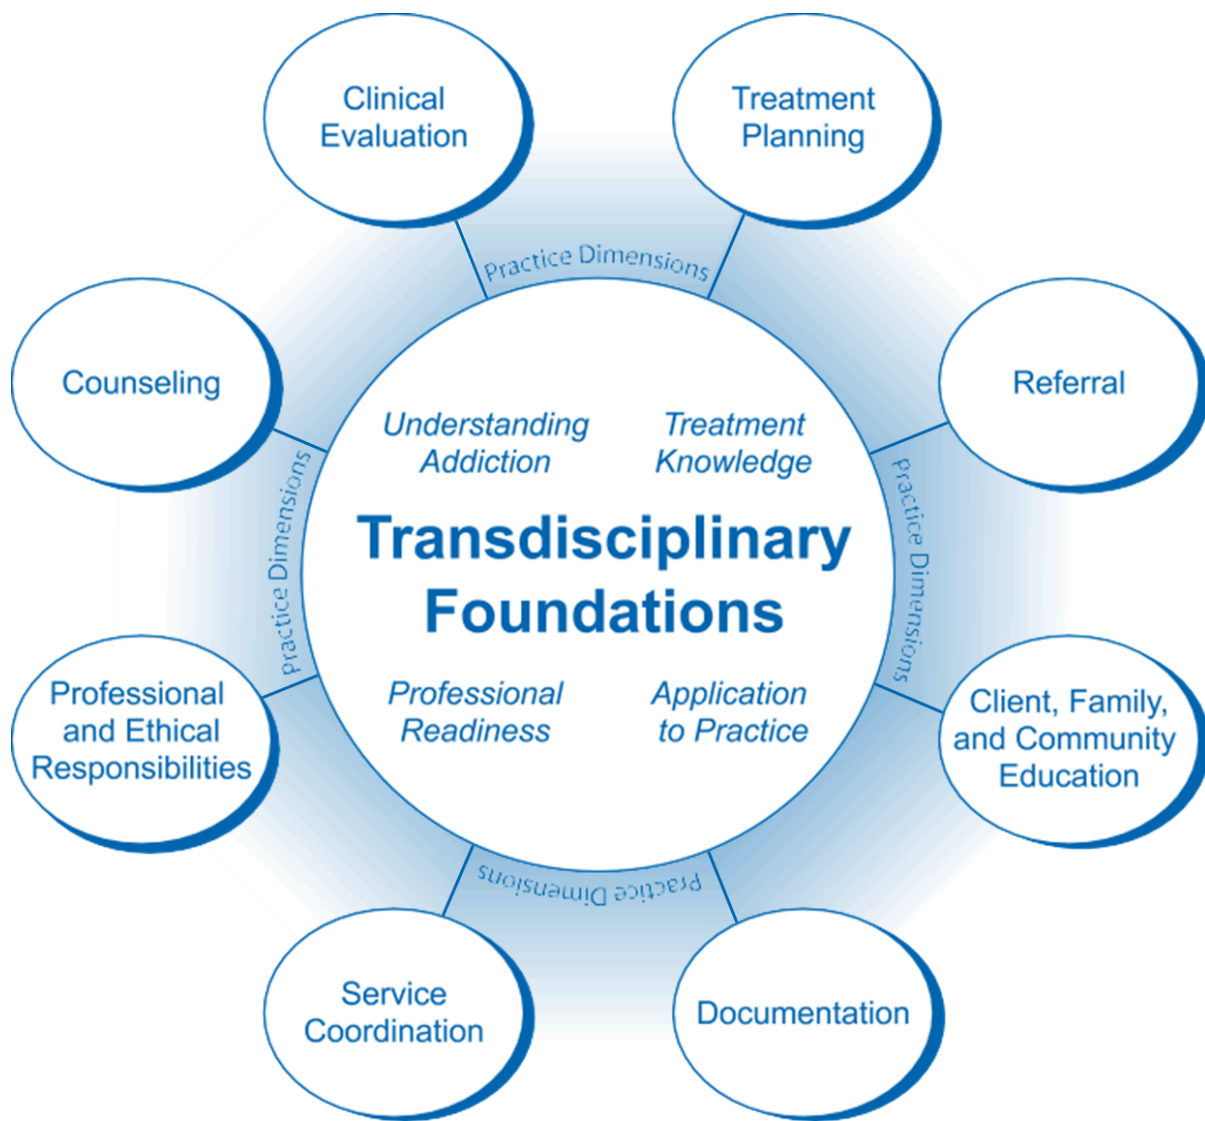 Clinical
Evaluation
Treatment
Planning
Practice Dimensions
Counseling
Referral
Understanding
Addiction
Treatment
Knowledge
Practice Dimensions
Practice Dimensions
Transdisciplinary
Foundations
Professional
Readiness
Application
to Practice
Professional
and Ethical
Responsibilities
Client, Family,
and Community
Education
Practice Dimensions
Service
Coordination
Documentation